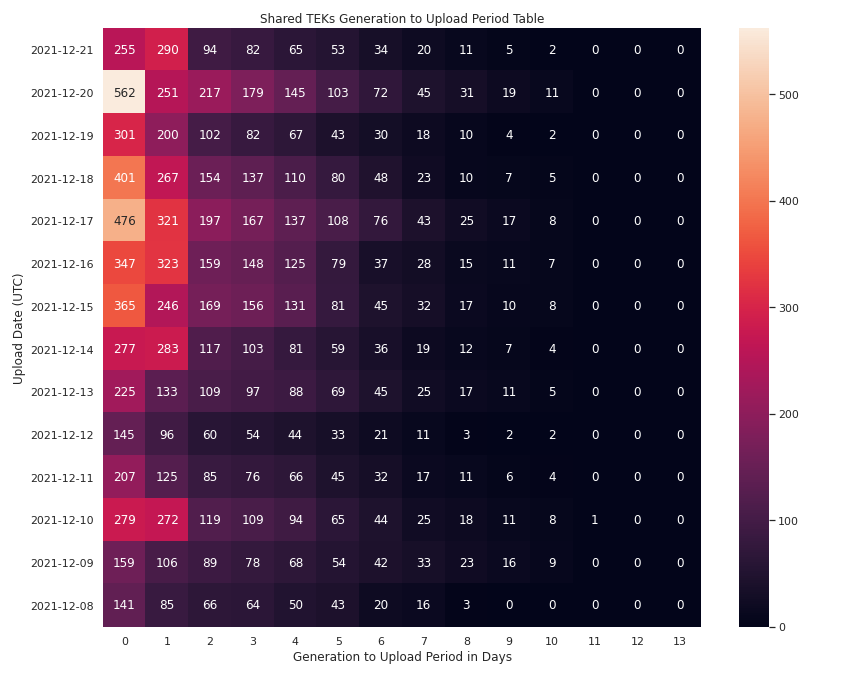 Shared TEKs Generation to Upload Period Table
Upload Date (UTC)
2021-12-21 255 290 94 82 65 53 34 20 11 5 2 0 0 0
2021-12-20 562 251 217 179 145 103 72 45 31 19 11 0 0 0
2021-12-19 301 200 102 82 67 43 30 18 10 4 2 0 0 0
2021-12-18 401 267 154 137 110 80 48 23 10 7 5 0 0 0
2021-12-17 476 321 197 167 137 108 76 43 25 17 8 0 0 0
2021-12-16 347 323 159 148 125 79 37 28 15 11 7 0 0 0
2021-12-15 365 246 169 156 131 81 45 32 17 10 8 0 0 0
2021-12-14 277 283 117 103 81 59 36 19 12 7 4 0 0 0
2021-12-13 225 133 109 97 88 69 45 25 17 11 5 0 0 0
2021-12-12 145 96 60 54 44 33 21 11 3 2 2 0 0 0
2021-12-11 207 125 85 76 66 45 32 17 11 6 4 0 0 0
2021-12-10 279 272 119 109 94 65 44 25 18 11 8 1 0 0
2021-12-09 159 106 89 78 68 54 42 33 23 16 9 0 0 0
2021-12-08 141 85 66 64 50 43 20 16 3 0 0 0 0 0
0 1 2 3 4 5 6 7 8 9 10 11 12 13
Generation to Upload Period in Days
500
400
300
200
100
0